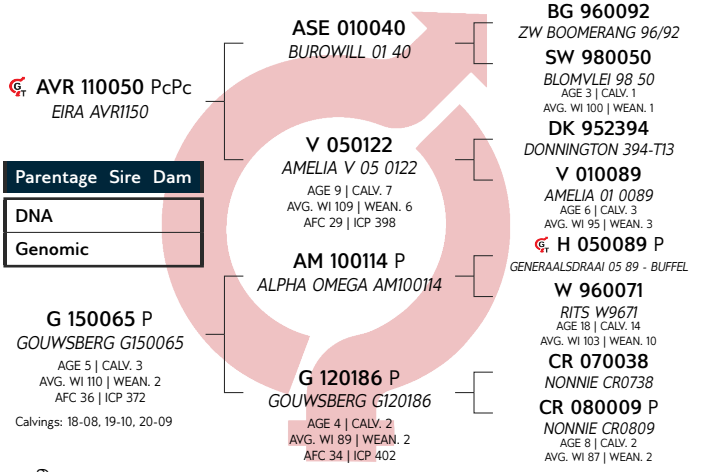 AVR 110050 PcPc
EIRA AVR1150
Parentage Sire Dam
DNA
Genomic
G 150065 P
GOUWSBERG G150065
AGE 5 | CALV. 3
AVG. WI 110 | WEAN. 2
AFC 36 | ICP 372
Calvings: 18-08, 19-10, 20-09
ASE 010040
BUROWILL 01 40
V 050122
AMELIA V 05 0122
AGE 9 | CALV. 7
AVG. WI 109 | WEAN. 6
AFC 29 | ICP 398
AM 100114 P
ALPHA OMEGA AM100114
G 120186 P
GOUWSBERG G120186
AGE 4 | CALV. 2
AVG. WI 89 | WEAN. 2
AFC 34 | ICP 402
BG 960092
ZW BOOMERANG 96/92
SW 980050
BLOMVLEI 98 50
AGE 3 | CALV. 1
AVG. WI 100 | WEAN. 1
DK 952394
DONNINGTON 394-T13
V 010089
AMELIA 01 0089
AGE 6 | CALV. 3
AVG. WI 95 | WEAN. 3
H 050089 P
GENERAALSDRAAI 05 89 - BUFFEL
W 960071
RITS W9671
AGE 18 | CALV. 14
AVG. WI 103 | WEAN. 10
CR 070038
NONNIE CR0738
CR 080009 P
NONNIE CR0809
AGE 8 | CALV. 2
AVG. WI 87 | WEAN. 2